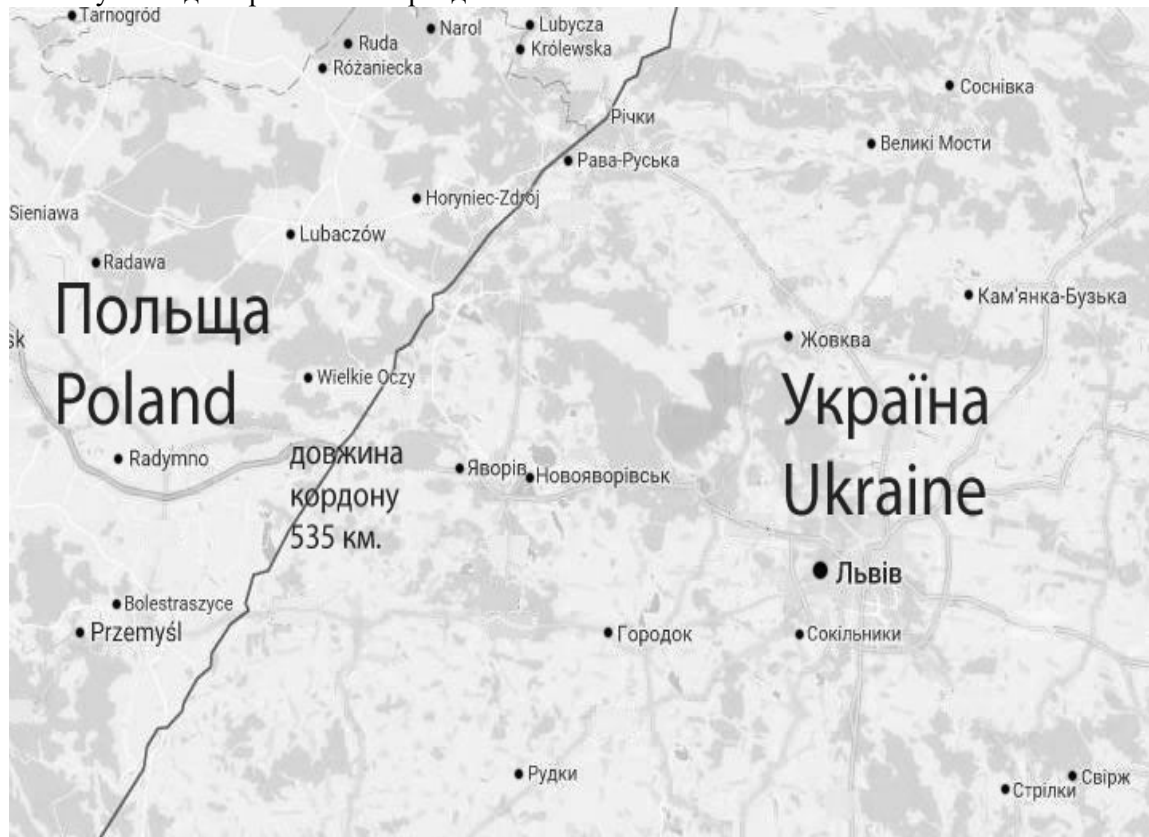 Tarnogród
Narol
Lubycza
Królewska
Ruda
Różaniecka
Соснівка
Річки
Великі Мости
Рава-Руська
Horyniec-Zdrój
Sieniawa
Lubaczów
Radawa
Польща
Poland
Кам'янка-Бузька
Жовква
sk
Wielkie Oczy
Україна
Ukraine
Radymno
довжина
кордону
535 км.
Яворів
Новояворівськ
Львів
Bolestraszyce
Przemyśl
Городок
Сокільники
Рудки
Свірж
Стрілки